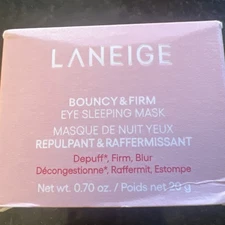 LANEIGE
BOUNCY & FIRM
EYE SLEEPING MASK
MASQUE DE NUIT YEUX
REPULPANT & RAFFERMISSANT
Depuff*, Firm, Blur
Décongestionne*, Raffermit, Estompe
Net wt. 0.70 oz. / Poids net 20 g